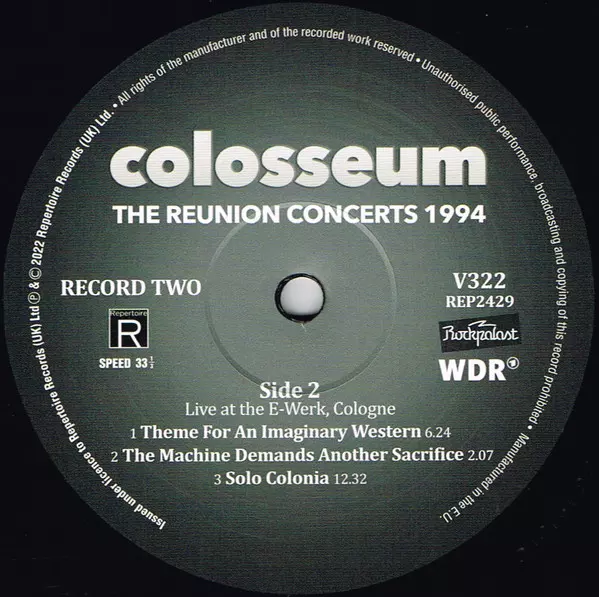 Issued under licence to Repertoire Records (UK) Ltd ℗ & © 2022 Repertoire Records (UK) Ltd. • All rights of the manufacturer and of the recorded work reserved • Unauthorised public performance, broadcasting and copying of this record prohibited • Manufactured in the E.U.
colosseum
THE REUNION CONCERTS 1994
RECORD TWO
V322
REP2429
Repertoire
R
SPEED 33 1/3
Rockpalast
WDR
Side 2
Live at the E-Werk, Cologne
1 Theme For An Imaginary Western 6.24
2 The Machine Demands Another Sacrifice 2.07
3 Solo Colonia 12.32